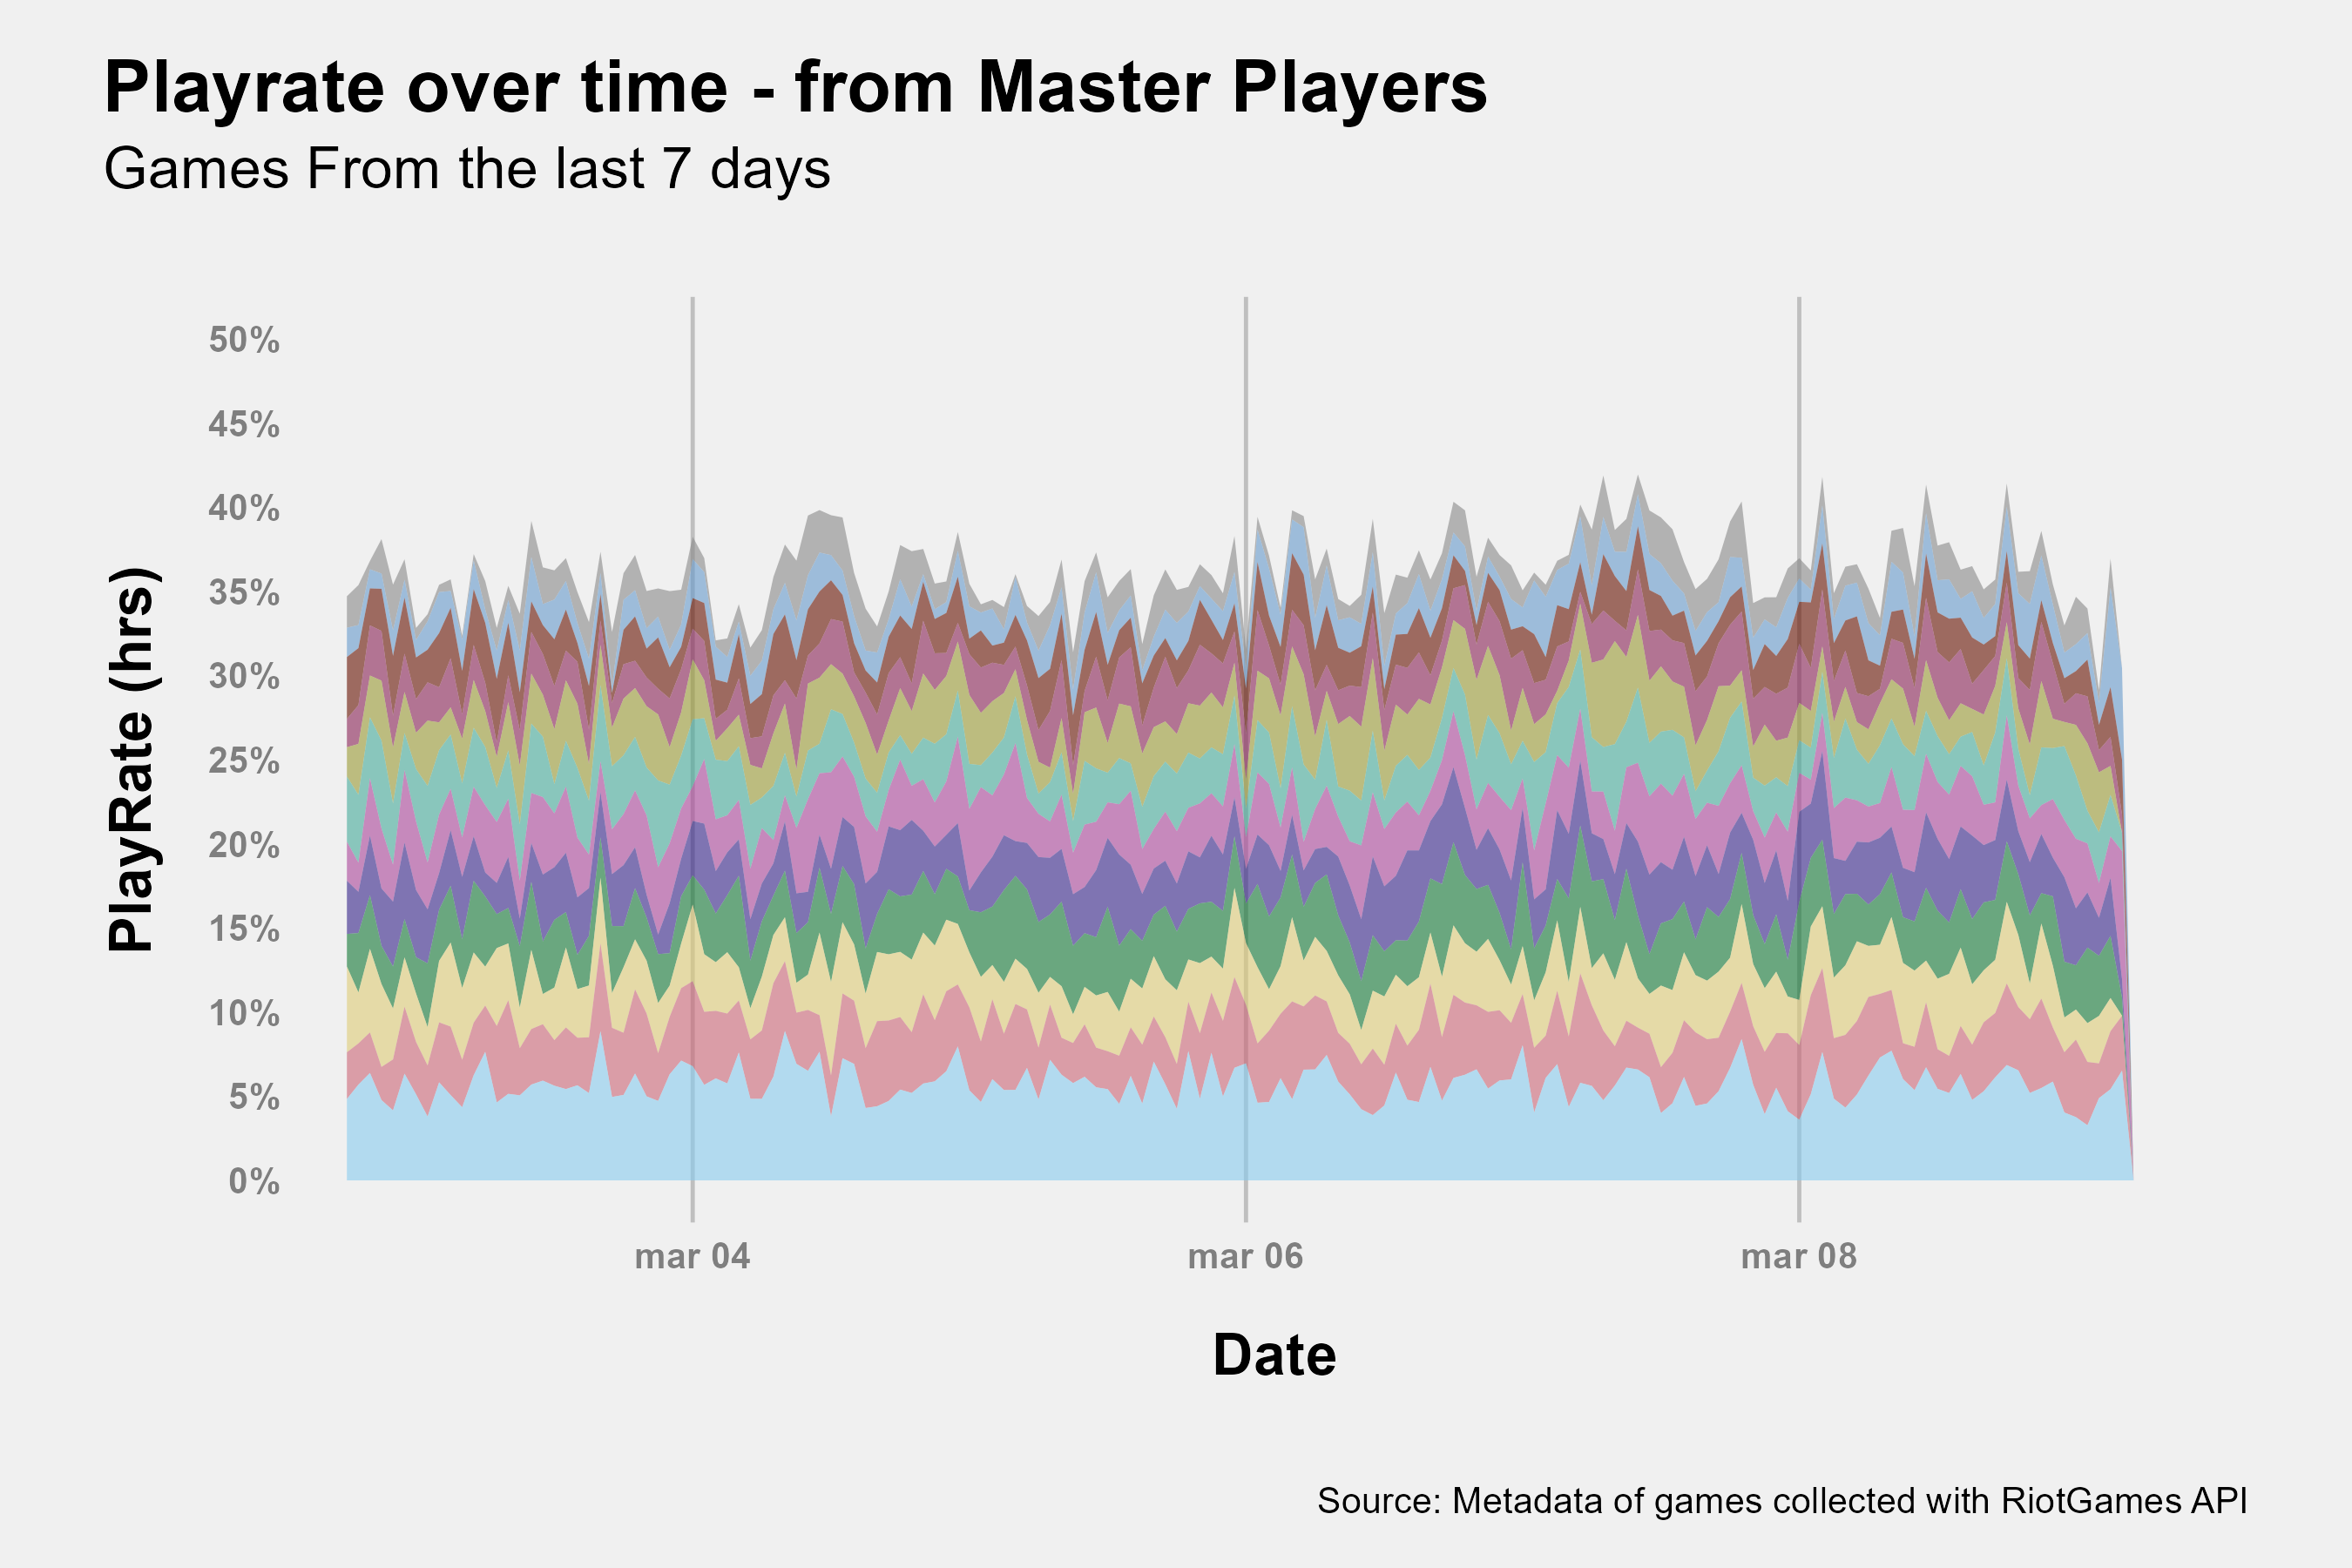 Playrate over time - from Master Players
Games From the last 7 days
PlayRate (hrs)
50%
45%
40%
35%
30%
25%
20%
15%
10%
5%
0%
mar 04
mar 06
mar 08
Date
Source: Metadata of games collected with RiotGames API